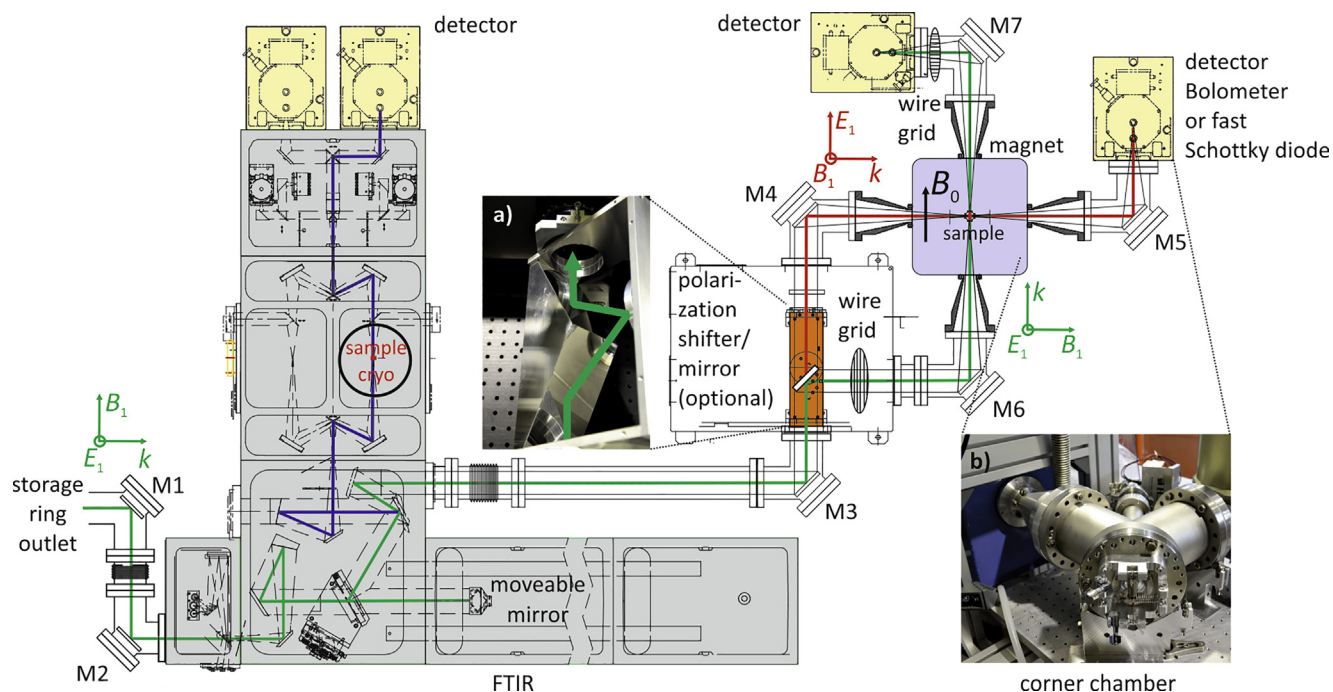 detector
detector
M7
detector
Bolometer
or fast
Schottky diode
wire
grid
magnet
E1
B1
k
B0
sample
M4
M5
a)
polari-
zation
shifter/
mirror
(optional)
wire
grid
k
E1
B1
M6
sample
cryo
B1
E1
k
M1
storage
ring
outlet
M2
M3
moveable
mirror
FTIR
b)
corner chamber